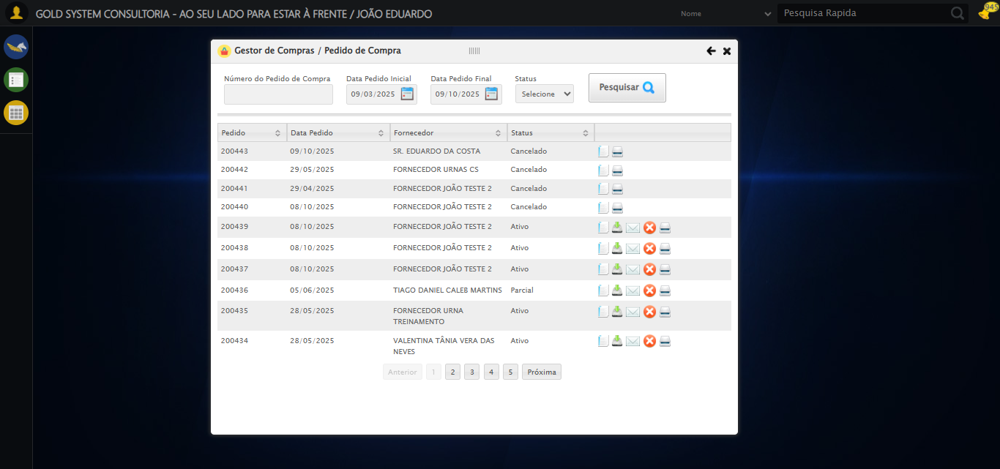 GOLD SYSTEM CONSULTORIA - AO SEU LADO PARA ESTAR À FRENTE / JOÃO EDUARDO
Nome
Pesquisa Rapida
945
Gestor de Compras / Pedido de Compra
Número do Pedido de Compra
Data Pedido Inicial
Data Pedido Final
Status
09/03/2025
09/10/2025
Selecione
Pesquisar
Pedido Data Pedido Fornecedor Status
200443 09/10/2025 SR. EDUARDO DA COSTA Cancelado
200442 29/05/2025 FORNECEDOR URNAS CS Cancelado
200441 29/04/2025 FORNECEDOR JOÃO TESTE 2 Cancelado
200440 08/10/2025 FORNECEDOR JOÃO TESTE 2 Cancelado
200439 08/10/2025 FORNECEDOR JOÃO TESTE 2 Ativo
200438 08/10/2025 FORNECEDOR JOÃO TESTE 2 Ativo
200437 08/10/2025 FORNECEDOR JOÃO TESTE 2 Ativo
200436 05/06/2025 TIAGO DANIEL CALEB MARTINS Parcial
200435 28/05/2025 FORNECEDOR URNA Ativo
TREINAMENTO
200434 28/05/2025 VALENTINA TÂNIA VERA DAS Ativo
NEVES
Anterior 1 2 3 4 5 Próxima